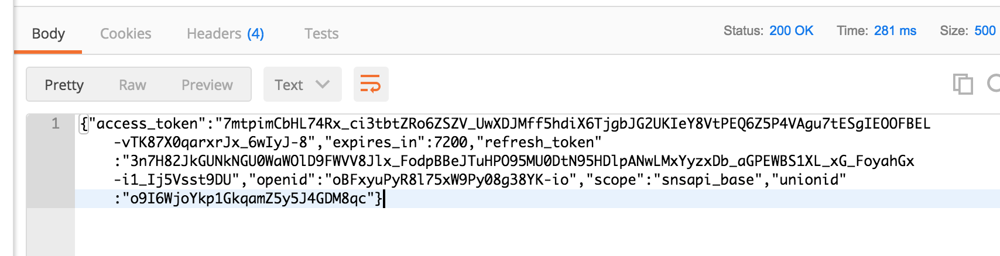 Body Cookies Headers (4) Tests Status: 200 OK Time: 281 ms Size: 500
Pretty Raw Preview Text
1 {"access_token":"7mtpimCbHL74Rx_ci3tbtZRo6ZSZV_UwXDJMff5hdiX6TjgbJG2UKIeY8VtPEQ6Z5P4VAgu7tESgIEOOFBEL
-vTK87X0qarxrJx_6wIyJ-8","expires_in":7200,"refresh_token"
:"3n7H82JkGUNkNGU0WaWOlD9FWVV8Jlx_FodpBBeJTuHPO95MU0DtN95HDlpANwLMxYyzxDb_aGPEWBS1XL_xG_FoyahGx
-i1_Ij5Vsst9DU","openid":"oBFxyuPyR8l75xW9Py08g38YK-io","scope":"snsapi_base","unionid"
:"o9I6WjoYkp1GkqamZ5y5J4GDM8qc"}